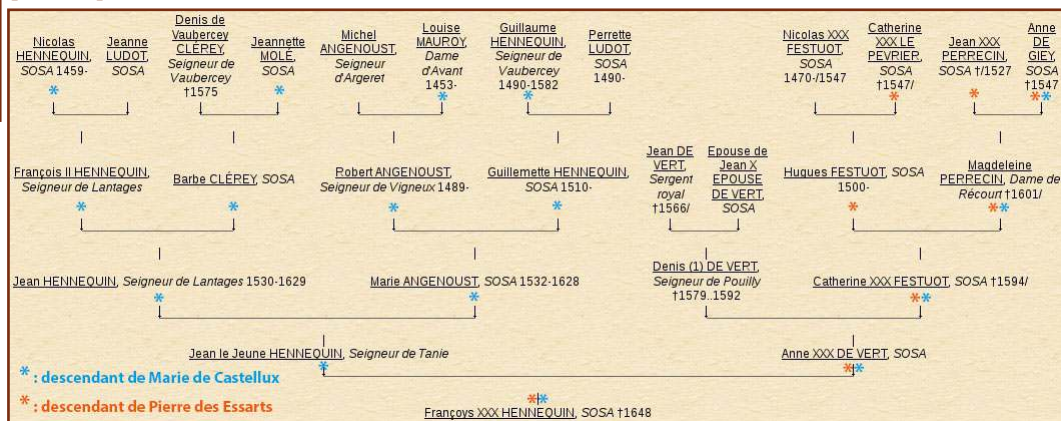 Nicolas
HENNEQUIN,
SOSA 1459-
Jeanne
LUDOT,
SOSA
Denis de
Vaubercey
CLÉREY,
Seigneur de
Vaubercey
†1575
Jeannette
MOLÉ,
SOSA
Michel
ANGENOUST,
Seigneur
d'Argeret
Louise
MAUROY,
Dame
d'Avant
1453-
Guillaume
HENNEQUIN,
Seigneur de
Vaubercey
1490-1582
Perrette
LUDOT,
SOSA
1490-
Nicolas XXX
FESTUOT,
SOSA
1470-/1547
Catherine
XXX LE
PEVRIER,
SOSA
†1547/
Jean XXX
PERRECIN,
SOSA †/1527
Anne
DE
GIEY,
SOSA
†1547
François II HENNEQUIN,
Seigneur de Lantages
Barbe CLÉREY, SOSA
Robert ANGENOUST,
Seigneur de Vigneux 1489-
Guillemette HENNEQUIN,
SOSA 1510-
Jean DE
VERT,
Sergent
royal
†1566/
Epouse de
Jean X
EPOUSE
DE VERT,
SOSA
Hugues FESTUOT, SOSA
1500-
Magdeleine
PERRECIN, Dame de
Récourt †1601/
Jean HENNEQUIN, Seigneur de Lantages 1530-1629
Marie ANGENOUST, SOSA 1532-1628
Denis (1) DE VERT,
Seigneur de Pouilly
†1579..1592
Catherine XXX FESTUOT, SOSA †1594/
Jean le Jeune HENNEQUIN, Seigneur de Tanie
Anne XXX DE VERT, SOSA
* : descendant de Marie de Castellux
* : descendant de Pierre des Essarts
Françoys XXX HENNEQUIN, SOSA †1648